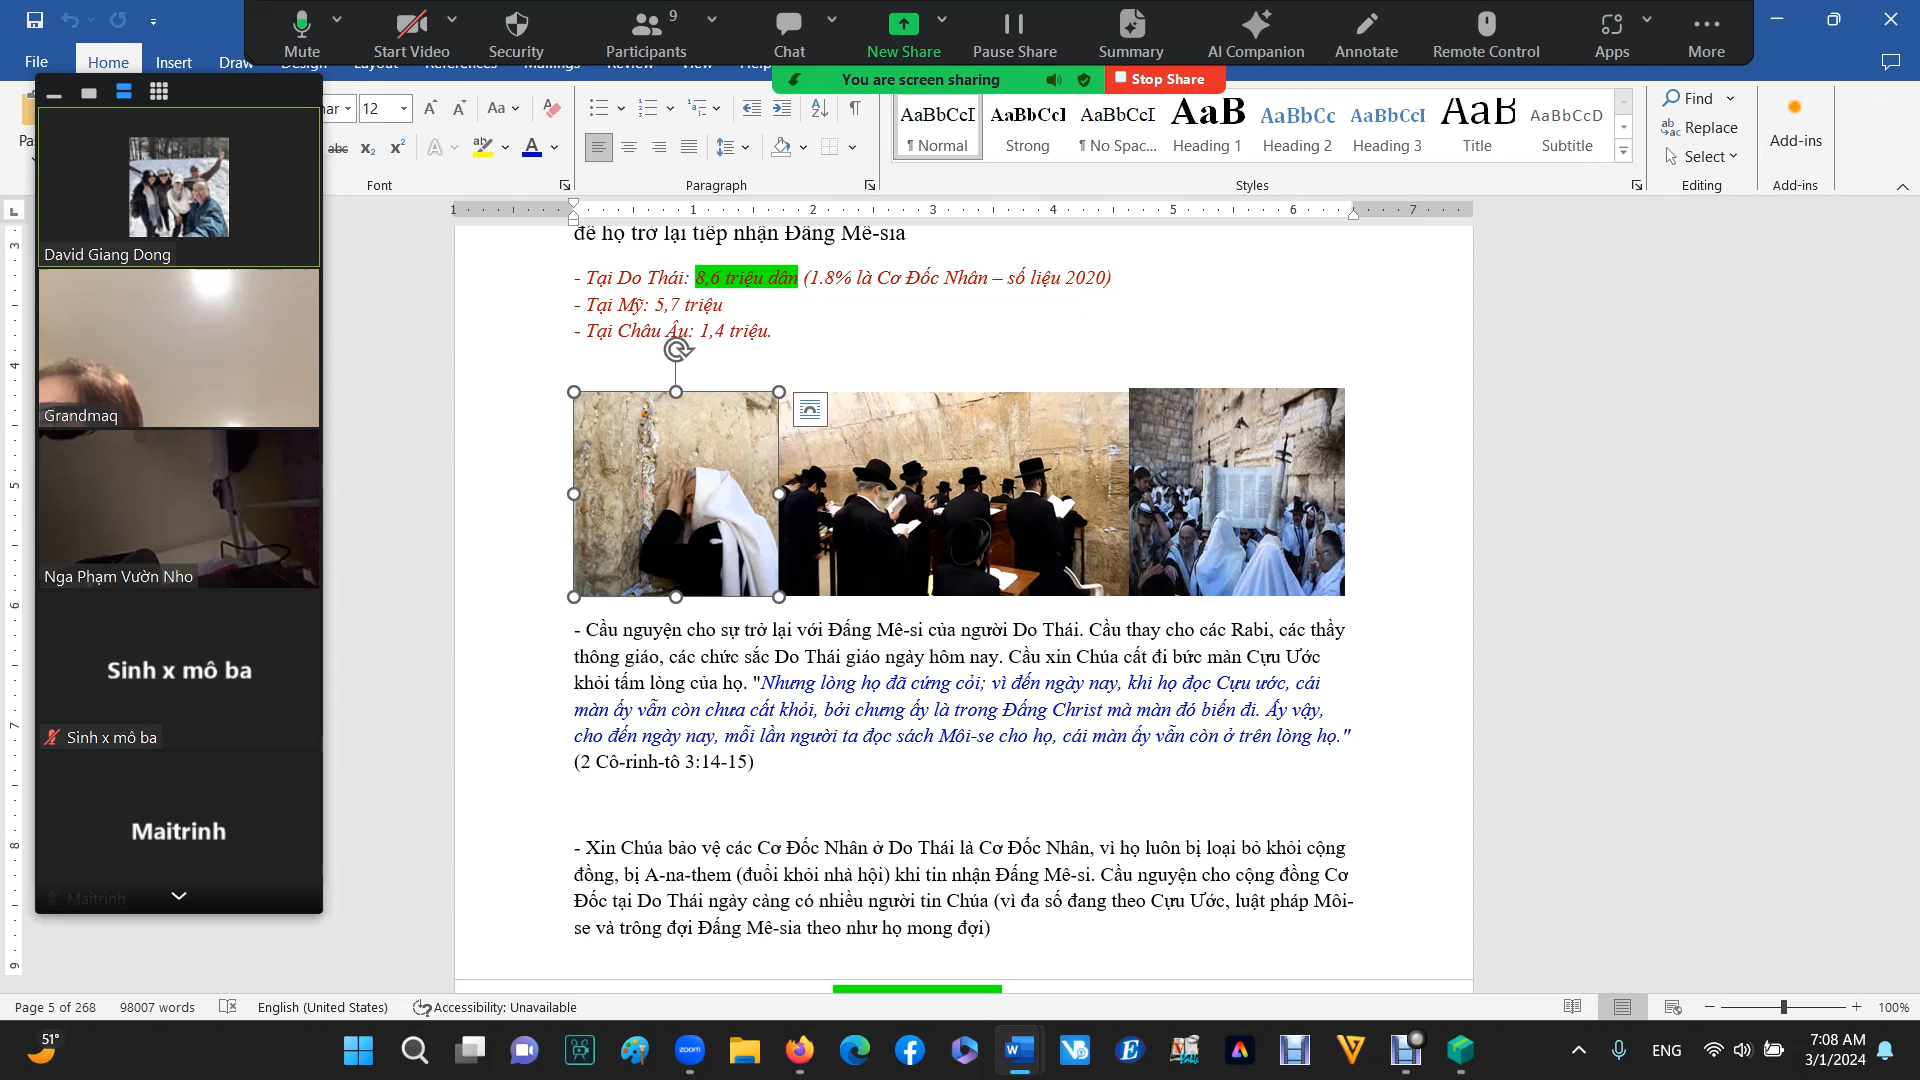 Mute
Start Video
Security
Participants
9
Chat
New Share
Pause Share
Summary
AI Companion
Annotate
Remote Control
Apps
More
You are screen sharing
Stop Share
File
Home
Insert
Draw
12
Aa
abc
Font
Paragraph
AaBbCcI
¶ Normal
AaBbCcI
Strong
AaBbCcI
¶ No Spac...
AaB
Heading 1
AaBbCc
Heading 2
AaBbCcI
Heading 3
AaB
Title
AaBbCcD
Subtitle
Styles
Find
Replace
Select
Editing
Add-ins
Add-ins
David Giang Dong
Grandmaq
Nga Phạm Vườn Nho
Sinh x mô ba
Sinh x mô ba
Maitrinh
Maitrinh
để họ trở lại tiếp nhận Đấng Mê-sia
- Tại Do Thái: 8,6 triệu dân (1.8% là Cơ Đốc Nhân – số liệu 2020)
- Tại Mỹ: 5,7 triệu
- Tại Châu Âu: 1,4 triệu.
- Cầu nguyện cho sự trở lại với Đấng Mê-si của người Do Thái. Cầu thay cho các Rabi, các thầy
thông giáo, các chức sắc Do Thái giáo ngày hôm nay. Cầu xin Chúa cất đi bức màn Cựu Ước
khỏi tấm lòng của họ. "Nhưng lòng họ đã cứng cỏi; vì đến ngày nay, khi họ đọc Cựu ước, cái
màn ấy vẫn còn chưa cất khỏi, bởi chưng ấy là trong Đấng Christ mà màn đó biến đi. Ấy vậy,
cho đến ngày nay, mỗi lần người ta đọc sách Môi-se cho họ, cái màn ấy vẫn còn ở trên lòng họ."
(2 Cô-rinh-tô 3:14-15)
- Xin Chúa bảo vệ các Cơ Đốc Nhân ở Do Thái là Cơ Đốc Nhân, vì họ luôn bị loại bỏ khỏi cộng
đồng, bị A-na-them (đuổi khỏi nhà hội) khi tin nhận Đấng Mê-si. Cầu nguyện cho cộng đồng Cơ
Đốc tại Do Thái ngày càng có nhiều người tin Chúa (vì đa số đang theo Cựu Ước, luật pháp Môi-
se và trông đợi Đấng Mê-sia theo như họ mong đợi)
Page 5 of 268
98007 words
English (United States)
Accessibility: Unavailable
100%
51°
zoom
ENG
7:08 AM
3/1/2024